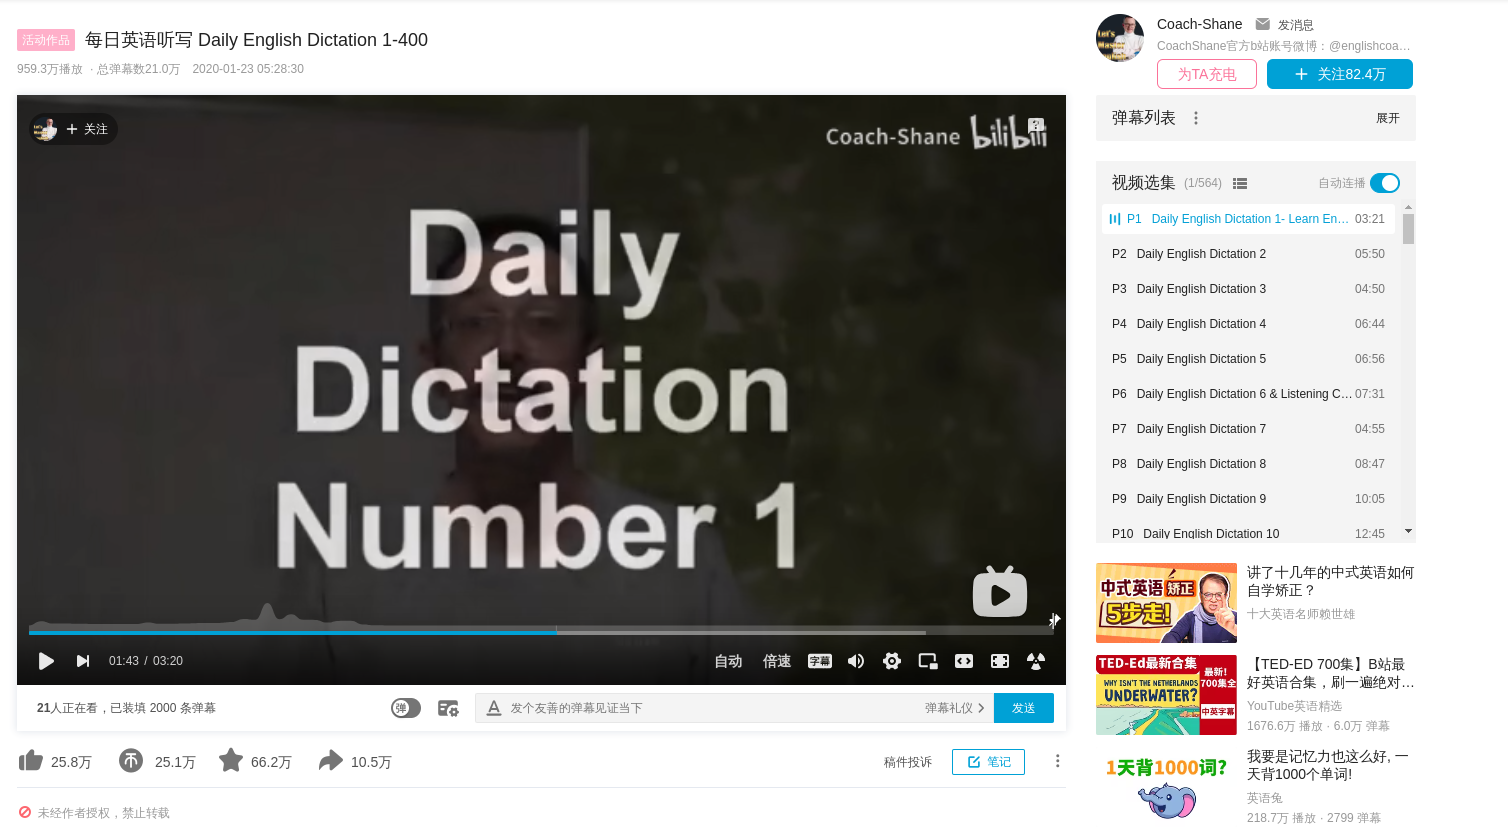 活动作品 每日英语听写 Daily English Dictation 1-400
959.3万播放 · 总弹幕数21.0万 2020-01-23 05:28:30
Coach-Shane 发消息
CoachShane官方b站账号微博：@englishcoa…
为TA充电 + 关注82.4万
+ 关注
Coach-Shane bilibili
Daily
Dictation
Number 1
01:43 / 03:20
自动 倍速 字幕
21人正在看，已装填 2000 条弹幕
弹
发个友善的弹幕见证当下
弹幕礼仪 >
发送
25.8万 25.1万 66.2万 10.5万
稿件投诉 笔记
未经作者授权，禁止转载
弹幕列表 展开
视频选集 (1/564) 自动连播
P1 Daily English Dictation 1- Learn En… 03:21
P2 Daily English Dictation 2 05:50
P3 Daily English Dictation 3 04:50
P4 Daily English Dictation 4 06:44
P5 Daily English Dictation 5 06:56
P6 Daily English Dictation 6 & Listening C… 07:31
P7 Daily English Dictation 7 04:55
P8 Daily English Dictation 8 08:47
P9 Daily English Dictation 9 10:05
P10 Daily English Dictation 10 12:45
中式英语 矫正
5步走!
讲了十几年的中式英语如何
自学矫正？
十大英语名师赖世雄
TED-Ed最新合集
最新!
700集全
WHY ISN'T THE NETHERLANDS
UNDERWATER?
中英字幕
【TED-ED 700集】B站最
好英语合集，刷一遍绝对…
YouTube英语精选
1676.6万 播放 · 6.0万 弹幕
1天背1000词?
我要是记忆力也这么好, 一
天背1000个单词!
英语兔
218.7万 播放 · 2799 弹幕